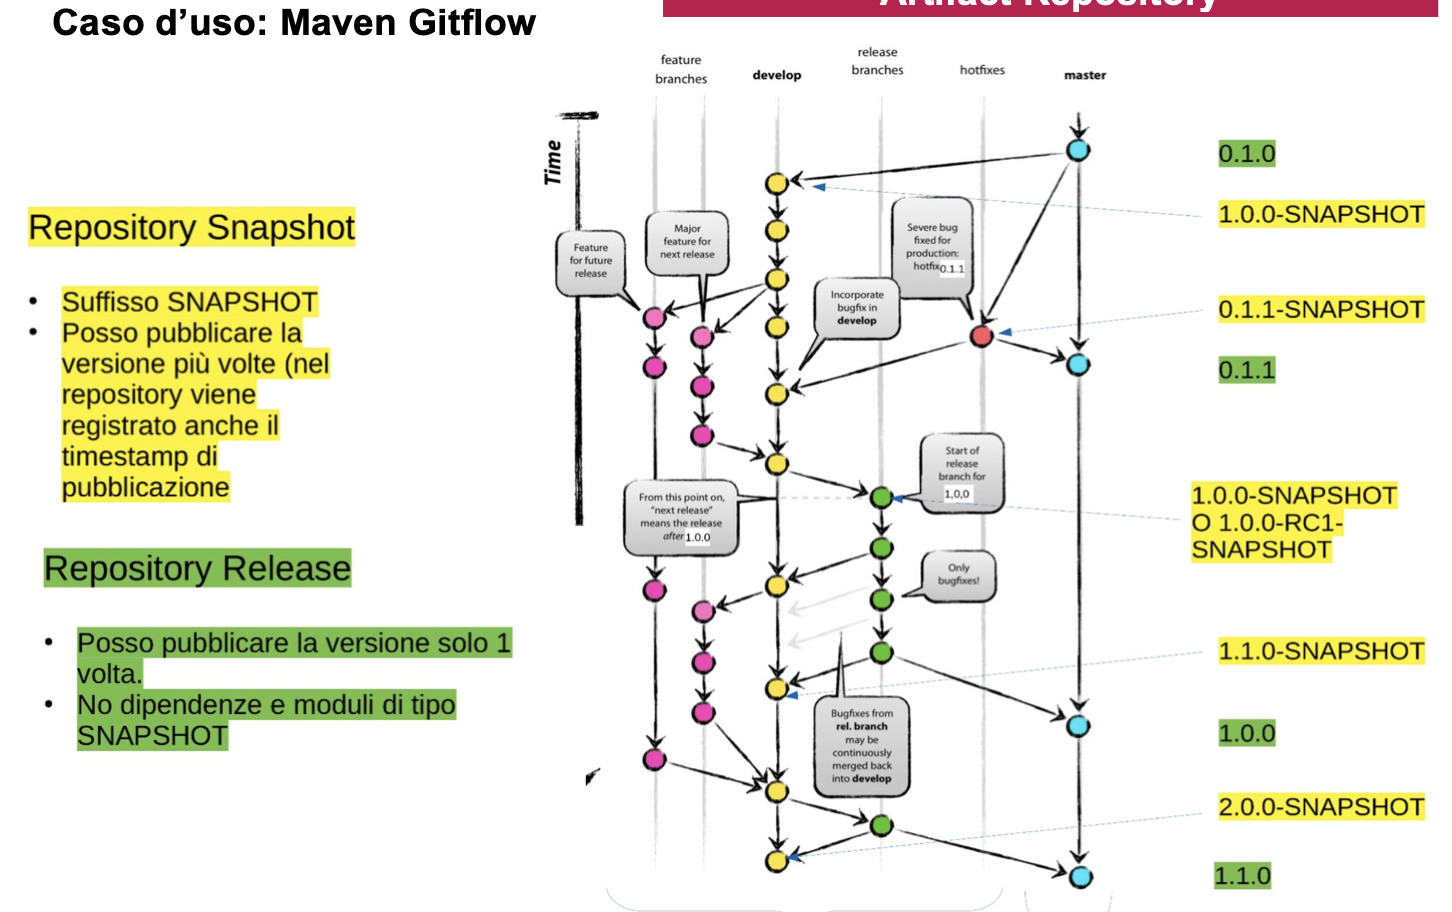 Caso d’uso: Maven Gitflow
Artifact Repository
feature
branches
develop
release
branches
hotfixes
master
Time
Repository Snapshot
• Suffisso SNAPSHOT
• Posso pubblicare la
versione più volte (nel
repository viene
registrato anche il
timestamp di
pubblicazione
Repository Release
• Posso pubblicare la versione solo 1
volta.
• No dipendenze e moduli di tipo
SNAPSHOT
Feature
for future
release
Major
feature for
next release
Severe bug
fixed for
production:
hotfix 0.1.1
Incorporate
bugfix in
develop
Start of
release
branch for
1,0,0
From this point on,
“next release”
means the release
after 1.0.0
Only
bugfixes!
Bugfixes from
rel. branch
may be
continuously
merged back
into develop
0.1.0
1.0.0-SNAPSHOT
0.1.1-SNAPSHOT
0.1.1
1.0.0-SNAPSHOT
O 1.0.0-RC1-
SNAPSHOT
1.1.0-SNAPSHOT
1.0.0
2.0.0-SNAPSHOT
1.1.0